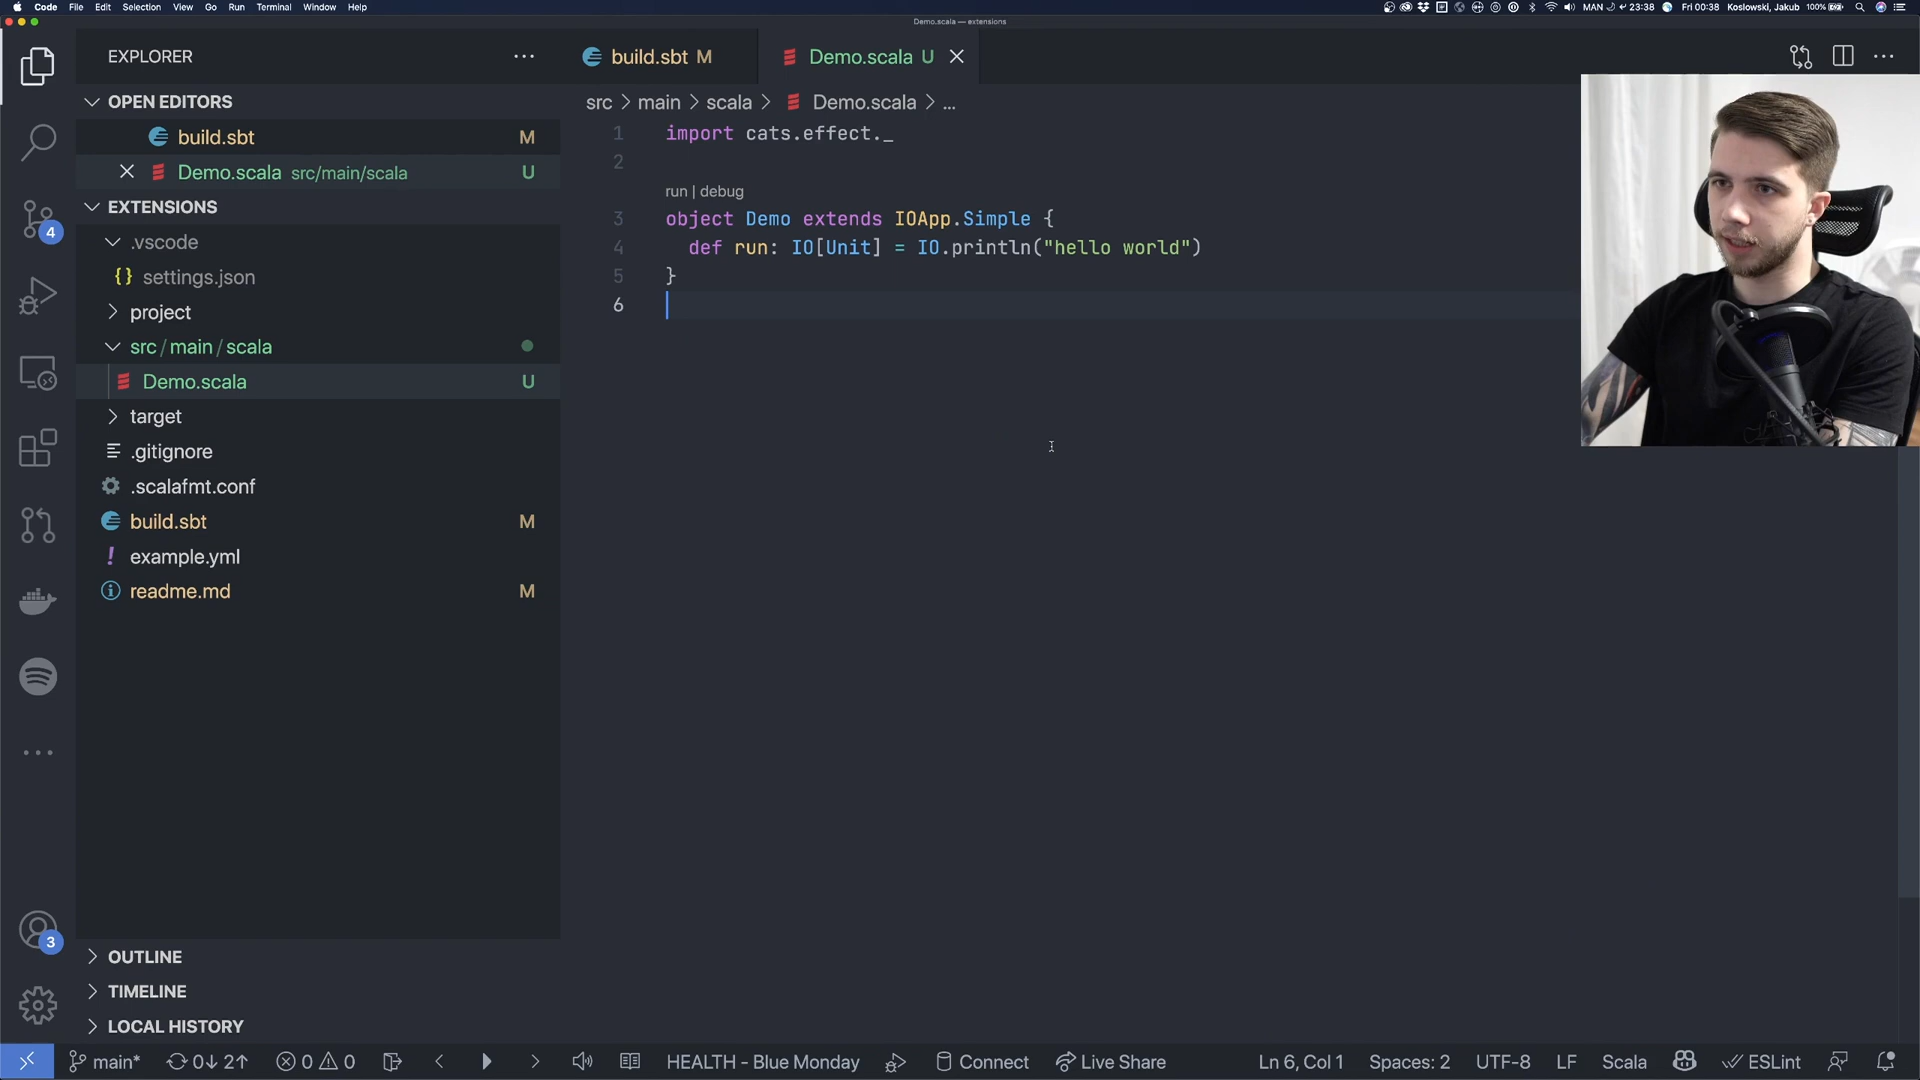 Code File Edit Selection View Go Run Terminal Window Help
MAN 23:38 Fri 00:38 Koslowski, Jakub 100%
Demo.scala — extensions
EXPLORER
build.sbt M
Demo.scala U
OPEN EDITORS
build.sbt M
Demo.scala src/main/scala U
EXTENSIONS
.vscode
{} settings.json
project
src / main / scala
Demo.scala U
target
.gitignore
.scalafmt.conf
build.sbt M
! example.yml
readme.md M
OUTLINE
TIMELINE
LOCAL HISTORY
4
3
src > main > scala > Demo.scala > ...
1 import cats.effect._
2
run | debug
3 object Demo extends IOApp.Simple {
4 def run: IO[Unit] = IO.println("hello world")
5 }
6
main* 0↓ 2↑ 0 0 HEALTH - Blue Monday Connect Live Share Ln 6, Col 1 Spaces: 2 UTF-8 LF Scala ESLint